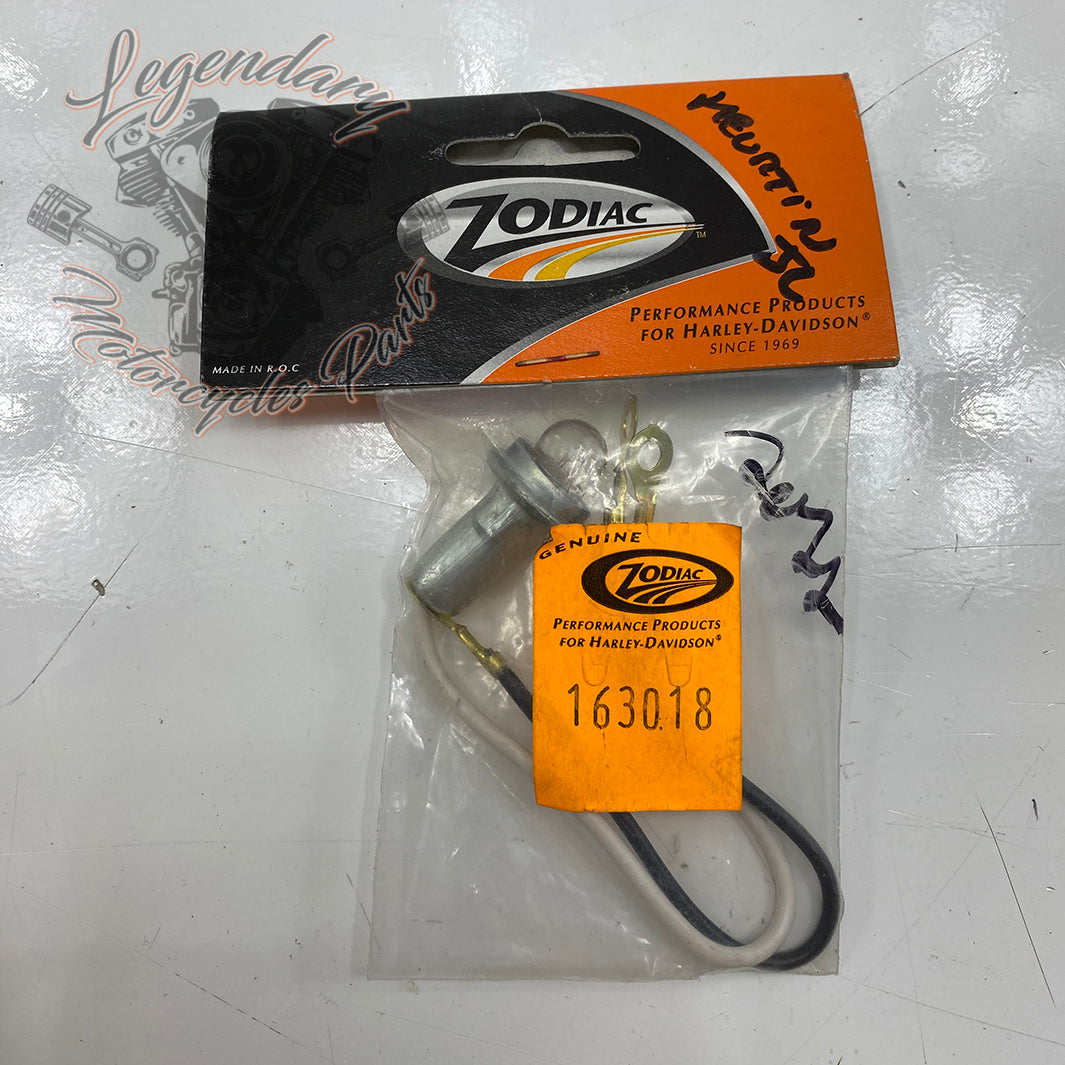 Legendary
Motorcycles Parts
ZODIAC
TM
PERFORMANCE PRODUCTS
FOR HARLEY-DAVIDSON®
SINCE 1969
MADE IN R.O.C
GENUINE
ZODIAC
PERFORMANCE PRODUCTS
FOR HARLEY-DAVIDSON®
163018